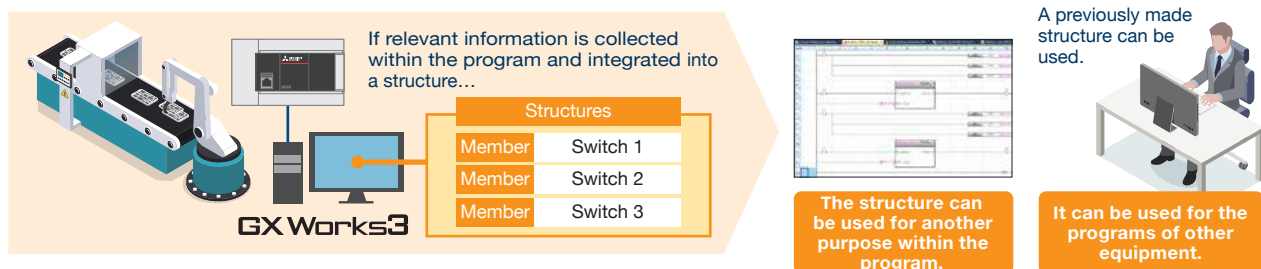 If relevant information is collected
within the program and integrated into
a structure…
Structures
Member Switch 1
Member Switch 2
Member Switch 3
GX Works3
The structure can
be used for another
purpose within the
program.
A previously made
structure can be
used.
It can be used for the
programs of other
equipment.